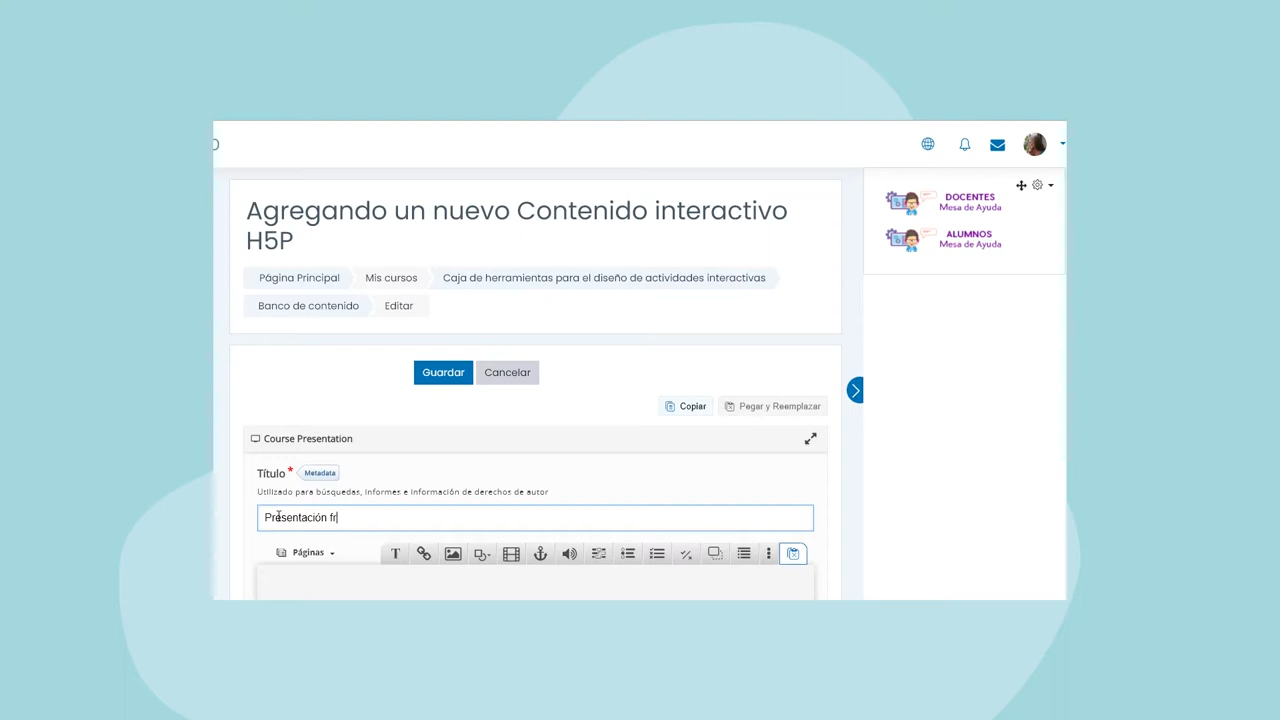 Agregando un nuevo Contenido interactivo
H5P
Página Principal
Mis cursos
Caja de herramientas para el diseño de actividades interactivas
Banco de contenido
Editar
DOCENTES
Mesa de Ayuda
ALUMNOS
Mesa de Ayuda
Guardar
Cancelar
Copiar
Pegar y Reemplazar
Course Presentation
Título *
Metadata
Utilizado para búsquedas, informes e información de derechos de autor
Presentación fr
Páginas